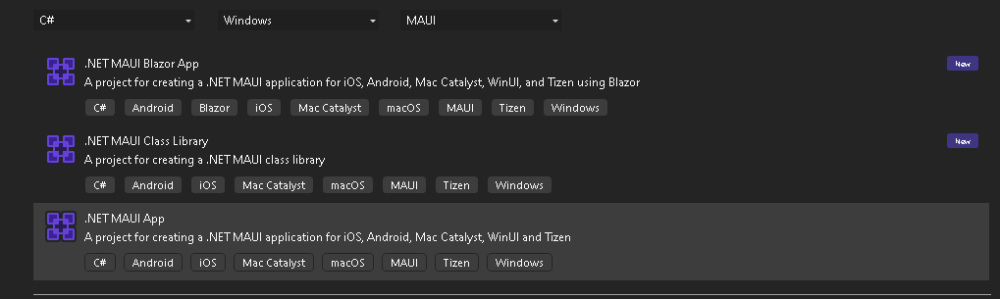 C# Windows MAUI
.NET MAUI Blazor App New
A project for creating a .NET MAUI application for iOS, Android, Mac Catalyst, WinUI, and Tizen using Blazor
C# Android Blazor iOS Mac Catalyst macOS MAUI Tizen Windows
.NET MAUI Class Library New
A project for creating a .NET MAUI class library
C# Android iOS Mac Catalyst macOS MAUI Tizen Windows
.NET MAUI App
A project for creating a .NET MAUI application for iOS, Android, Mac Catalyst, WinUI and Tizen
C# Android iOS Mac Catalyst macOS MAUI Tizen Windows